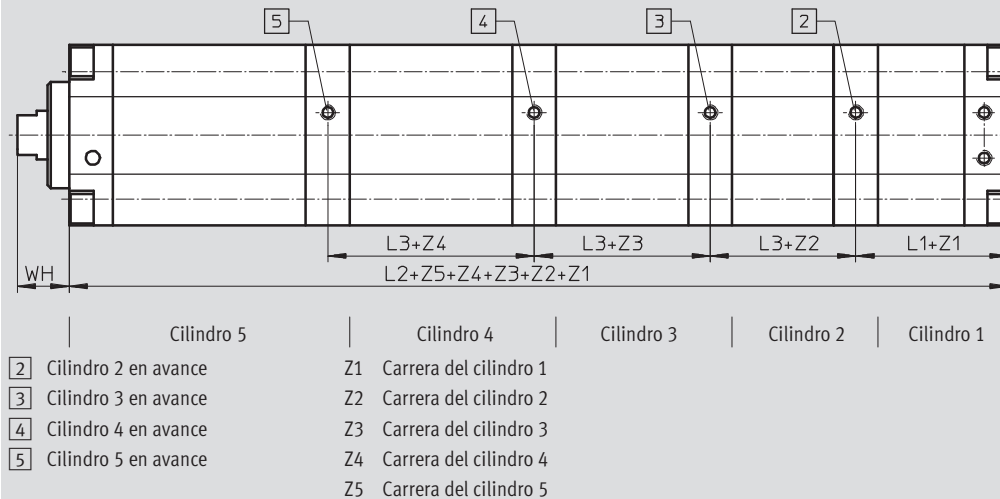 5 4 3 2
L3+Z4 L3+Z3 L3+Z2 L1+Z1
WH L2+Z5+Z4+Z3+Z2+Z1
Cilindro 5 Cilindro 4 Cilindro 3 Cilindro 2 Cilindro 1
2 Cilindro 2 en avance
3 Cilindro 3 en avance
4 Cilindro 4 en avance
5 Cilindro 5 en avance
Z1 Carrera del cilindro 1
Z2 Carrera del cilindro 2
Z3 Carrera del cilindro 3
Z4 Carrera del cilindro 4
Z5 Carrera del cilindro 5